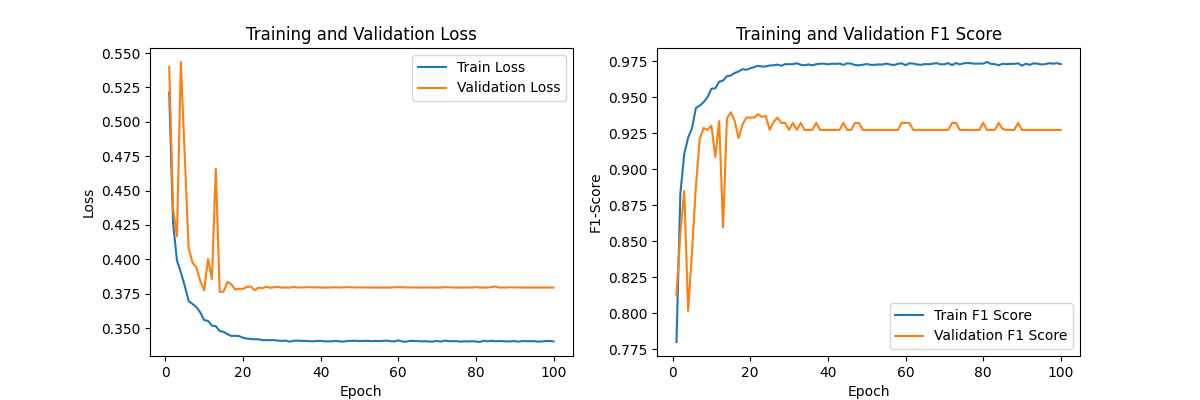 Training and Validation Loss
0.550
0.525
0.500
0.475
0.450
0.425
0.400
0.375
0.350
Loss
0 20 40 60 80 100
Epoch
Train Loss
Validation Loss
Training and Validation F1 Score
0.975
0.950
0.925
0.900
0.875
0.850
0.825
0.800
0.775
F1-Score
0 20 40 60 80 100
Epoch
Train F1 Score
Validation F1 Score